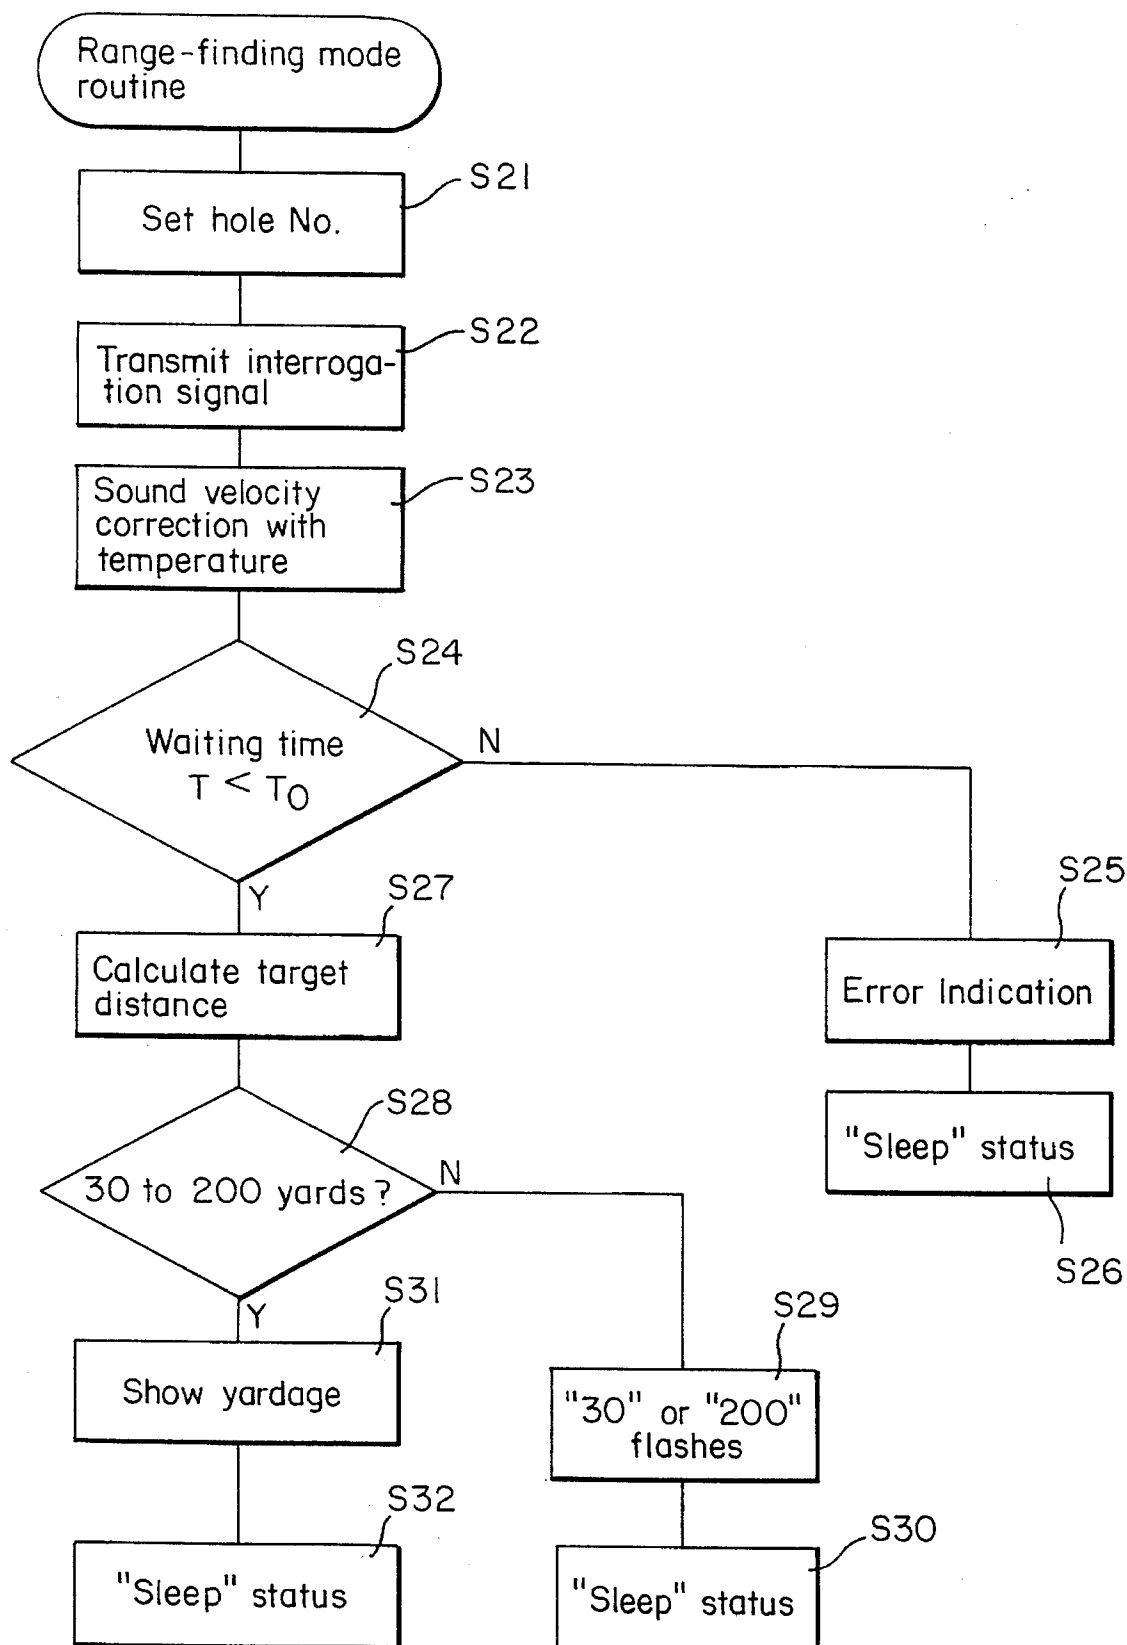 Range-finding mode
routine
S21
Set hole No.
S22
Transmit interroga-
tion signal
S23
Sound velocity
correction with
temperature
S24
Waiting time
T < T0
N
Y
S27
Calculate target
distance
S25
Error Indication
"Sleep" status
S26
S28
30 to 200 yards?
N
Y
S31
Show yardage
S29
"30" or "200"
flashes
S32
"Sleep" status
S30
"Sleep" status